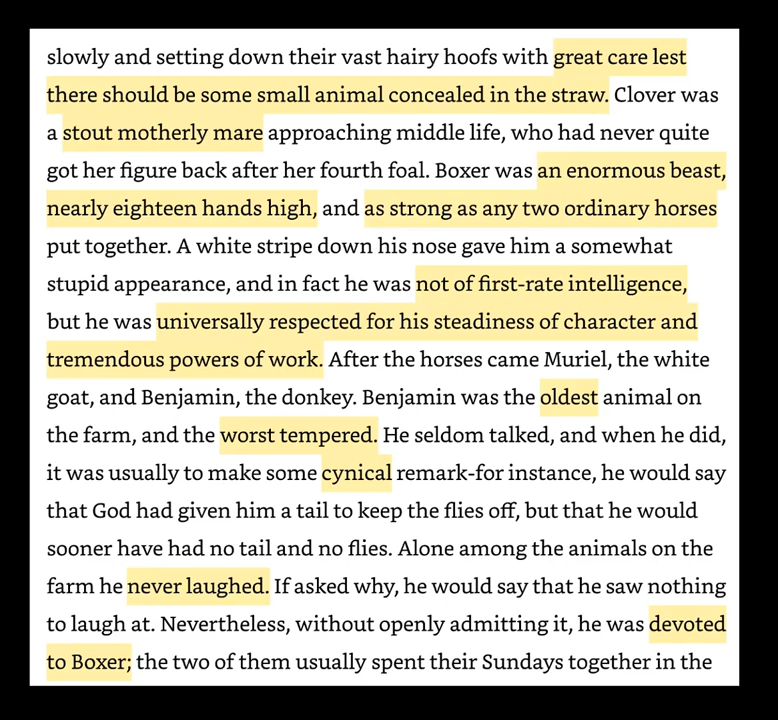 slowly and setting down their vast hairy hoofs with great care lest
there should be some small animal concealed in the straw. Clover was
a stout motherly mare approaching middle life, who had never quite
got her figure back after her fourth foal. Boxer was an enormous beast,
nearly eighteen hands high, and as strong as any two ordinary horses
put together. A white stripe down his nose gave him a somewhat
stupid appearance, and in fact he was not of first-rate intelligence,
but he was universally respected for his steadiness of character and
tremendous powers of work. After the horses came Muriel, the white
goat, and Benjamin, the donkey. Benjamin was the oldest animal on
the farm, and the worst tempered. He seldom talked, and when he did,
it was usually to make some cynical remark-for instance, he would say
that God had given him a tail to keep the flies off, but that he would
sooner have had no tail and no flies. Alone among the animals on the
farm he never laughed. If asked why, he would say that he saw nothing
to laugh at. Nevertheless, without openly admitting it, he was devoted
to Boxer; the two of them usually spent their Sundays together in the